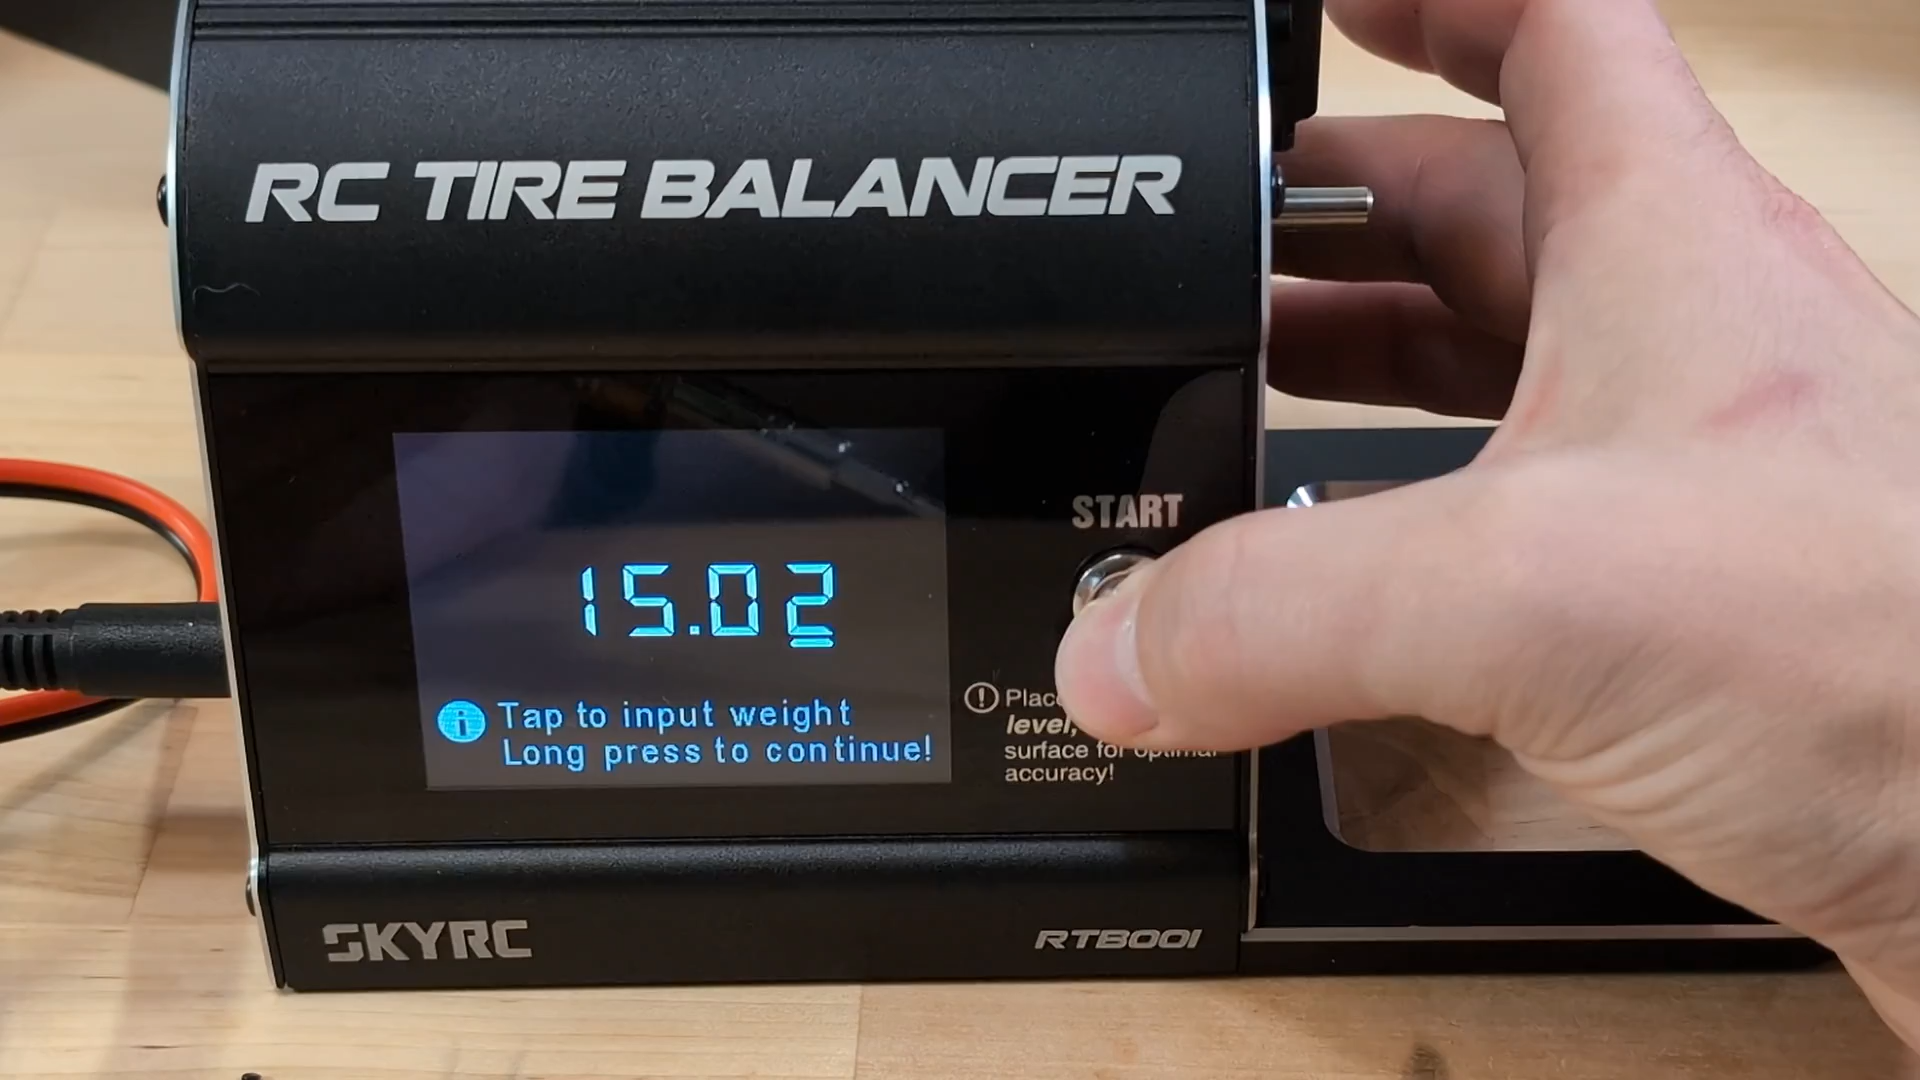 RC TIRE BALANCER
START
15.02
Tap to input weight
Long press to continue!
level,
surface for optimal
accuracy!
SKYRC
RTB001